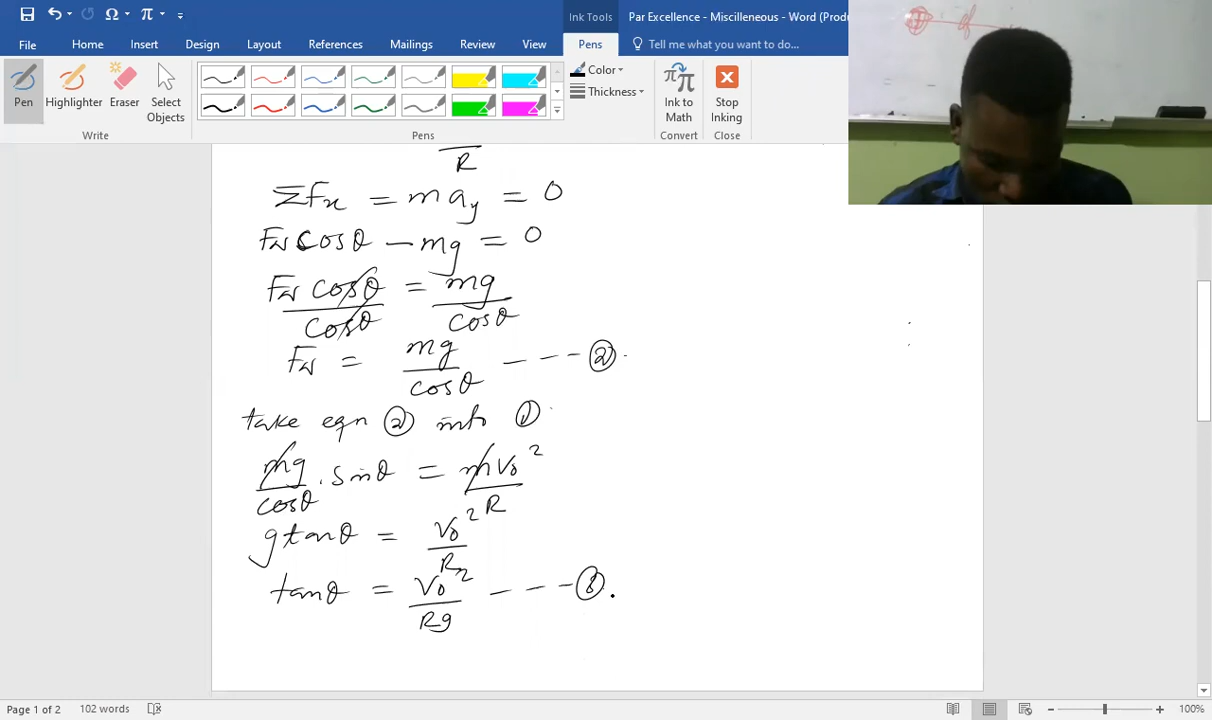 Ink Tools
Par Excellence - Miscilleneous - Word (Produ
File Home Insert Design Layout References Mailings Review View Pens Tell me what you want to do...
Pen Highlighter Eraser Select Objects
Color
Thickness
Ink to Math
Stop Inking
Write Pens Convert Close
R
ΣFx = may = 0
FN cosθ - mg = 0
FN cosθ/cosθ = mg/cosθ
FN = mg/cosθ --- ②
take eqn ② into ①
mg/cosθ . sinθ = mv₀²/R
g tanθ = v₀²/R
tanθ = v₀²/Rg --- ③.
Page 1 of 2 102 words 100%